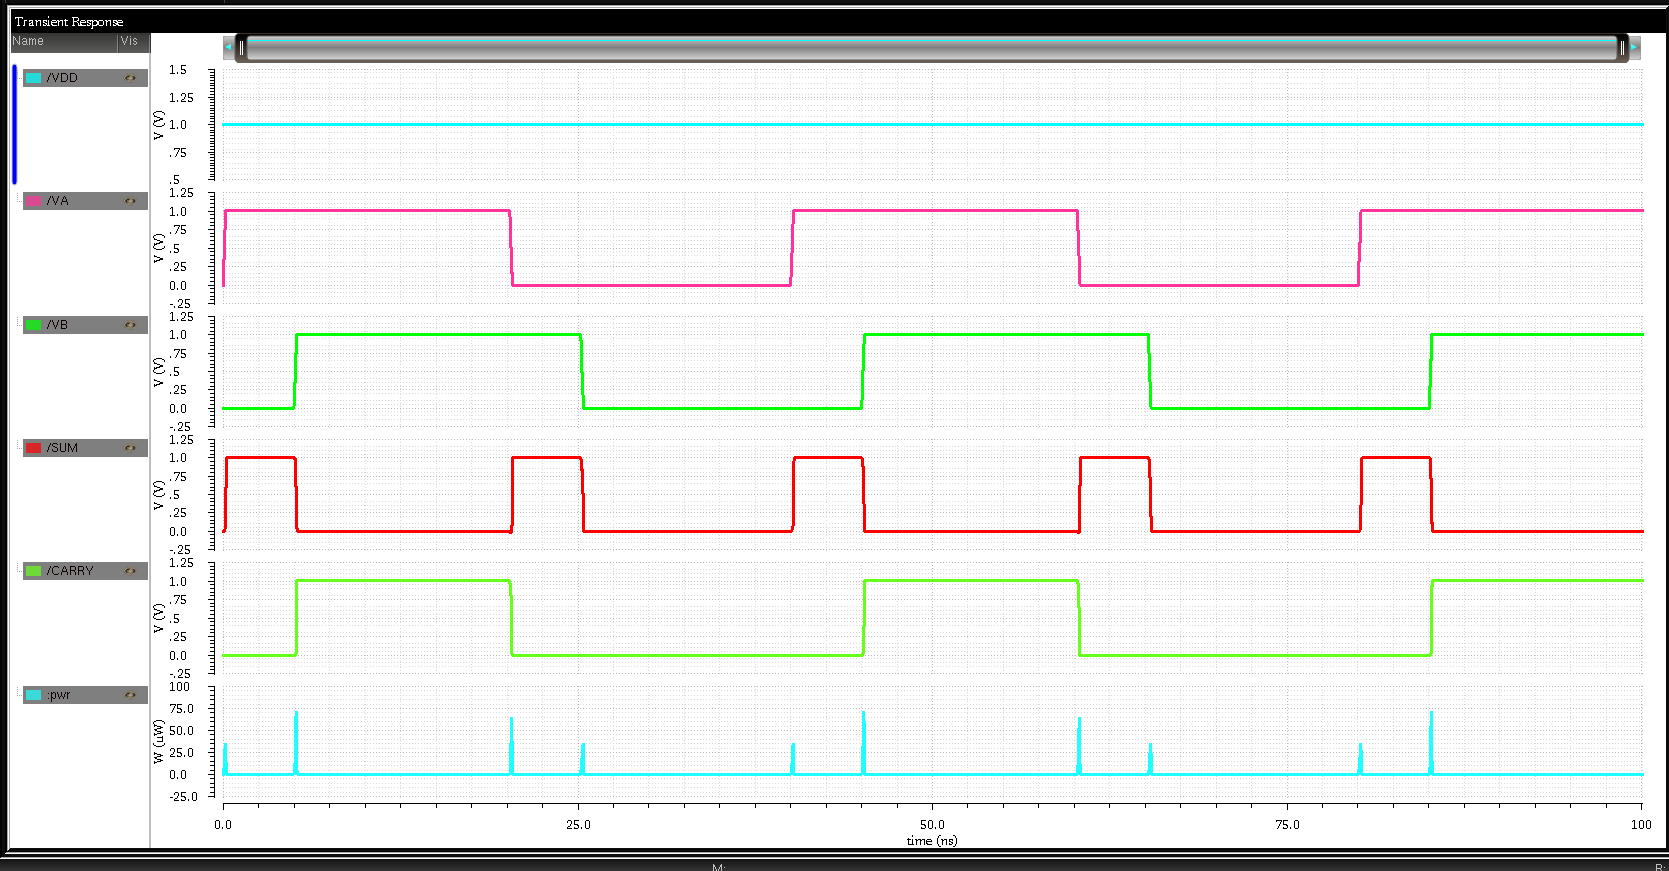 Transient Response
Name Vis
/VDD
1.5
1.25
1.0
.75
.5
V (V)
/VA
1.25
1.0
.75
.5
.25
0.0
-.25
V (V)
/VB
1.25
1.0
.75
.5
.25
0.0
-.25
V (V)
/SUM
1.25
1.0
.75
.5
.25
0.0
-.25
V (V)
/CARRY
1.25
1.0
.75
.5
.25
0.0
-.25
V (V)
:pwr
100
75.0
50.0
25.0
0.0
-25.0
W (uW)
0.0 25.0 50.0 75.0 100
time (ns)
M: R: